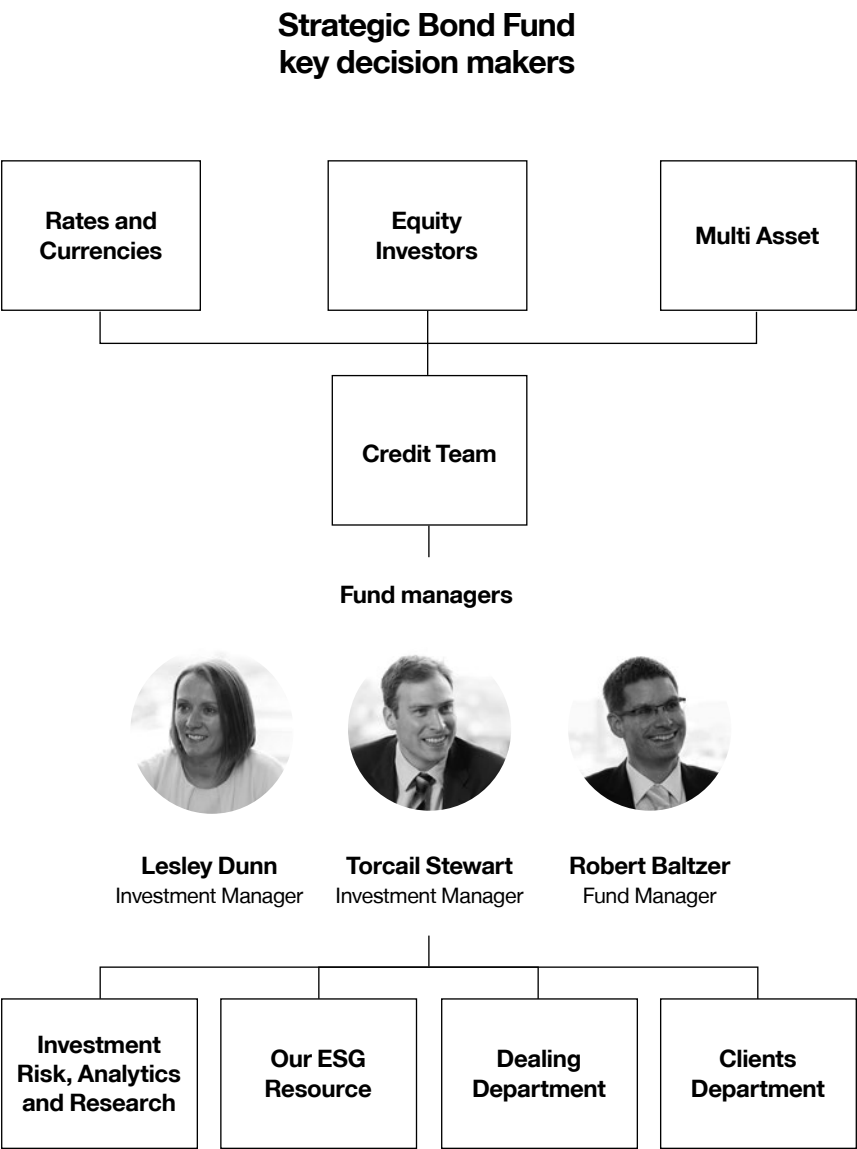 Strategic Bond Fund
key decision makers
Rates and
Currencies
Equity
Investors
Multi Asset
Credit Team
Fund managers
Lesley Dunn
Investment Manager
Torcail Stewart
Investment Manager
Robert Baltzer
Fund Manager
Investment
Risk, Analytics
and Research
Our ESG
Resource
Dealing
Department
Clients
Department